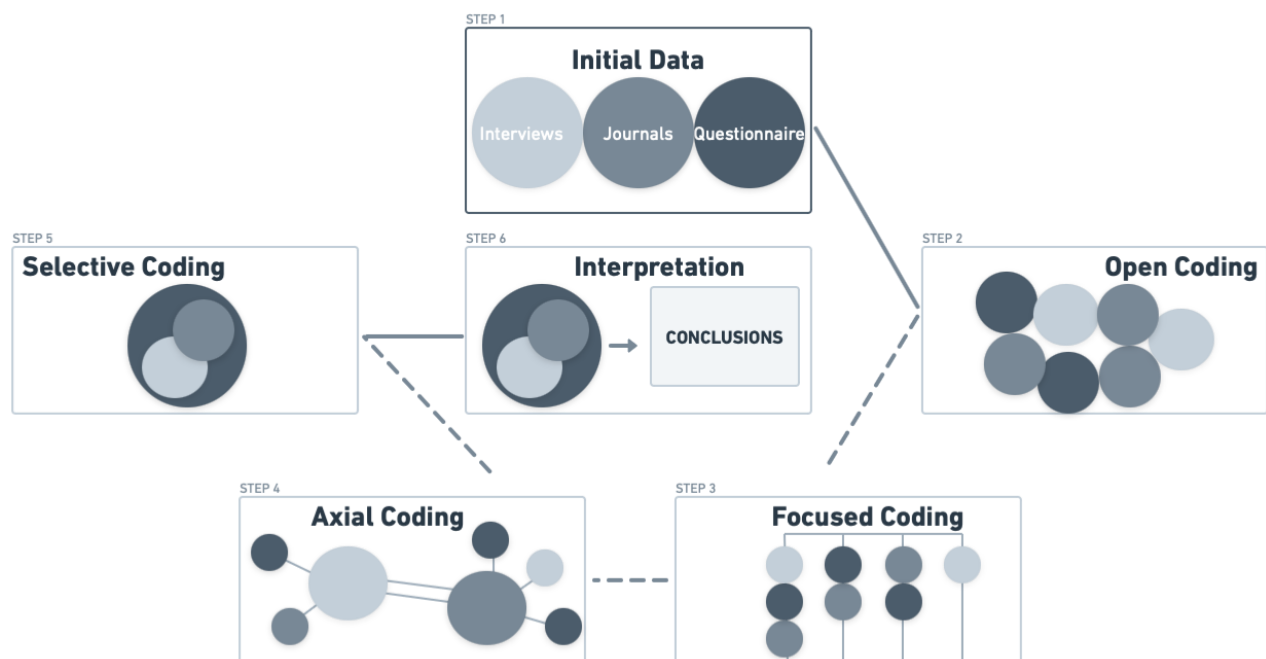 STEP 1
Initial Data
Interviews
Journals
Questionnaire
STEP 5
Selective Coding
STEP 6
Interpretation
CONCLUSIONS
STEP 2
Open Coding
STEP 4
Axial Coding
STEP 3
Focused Coding